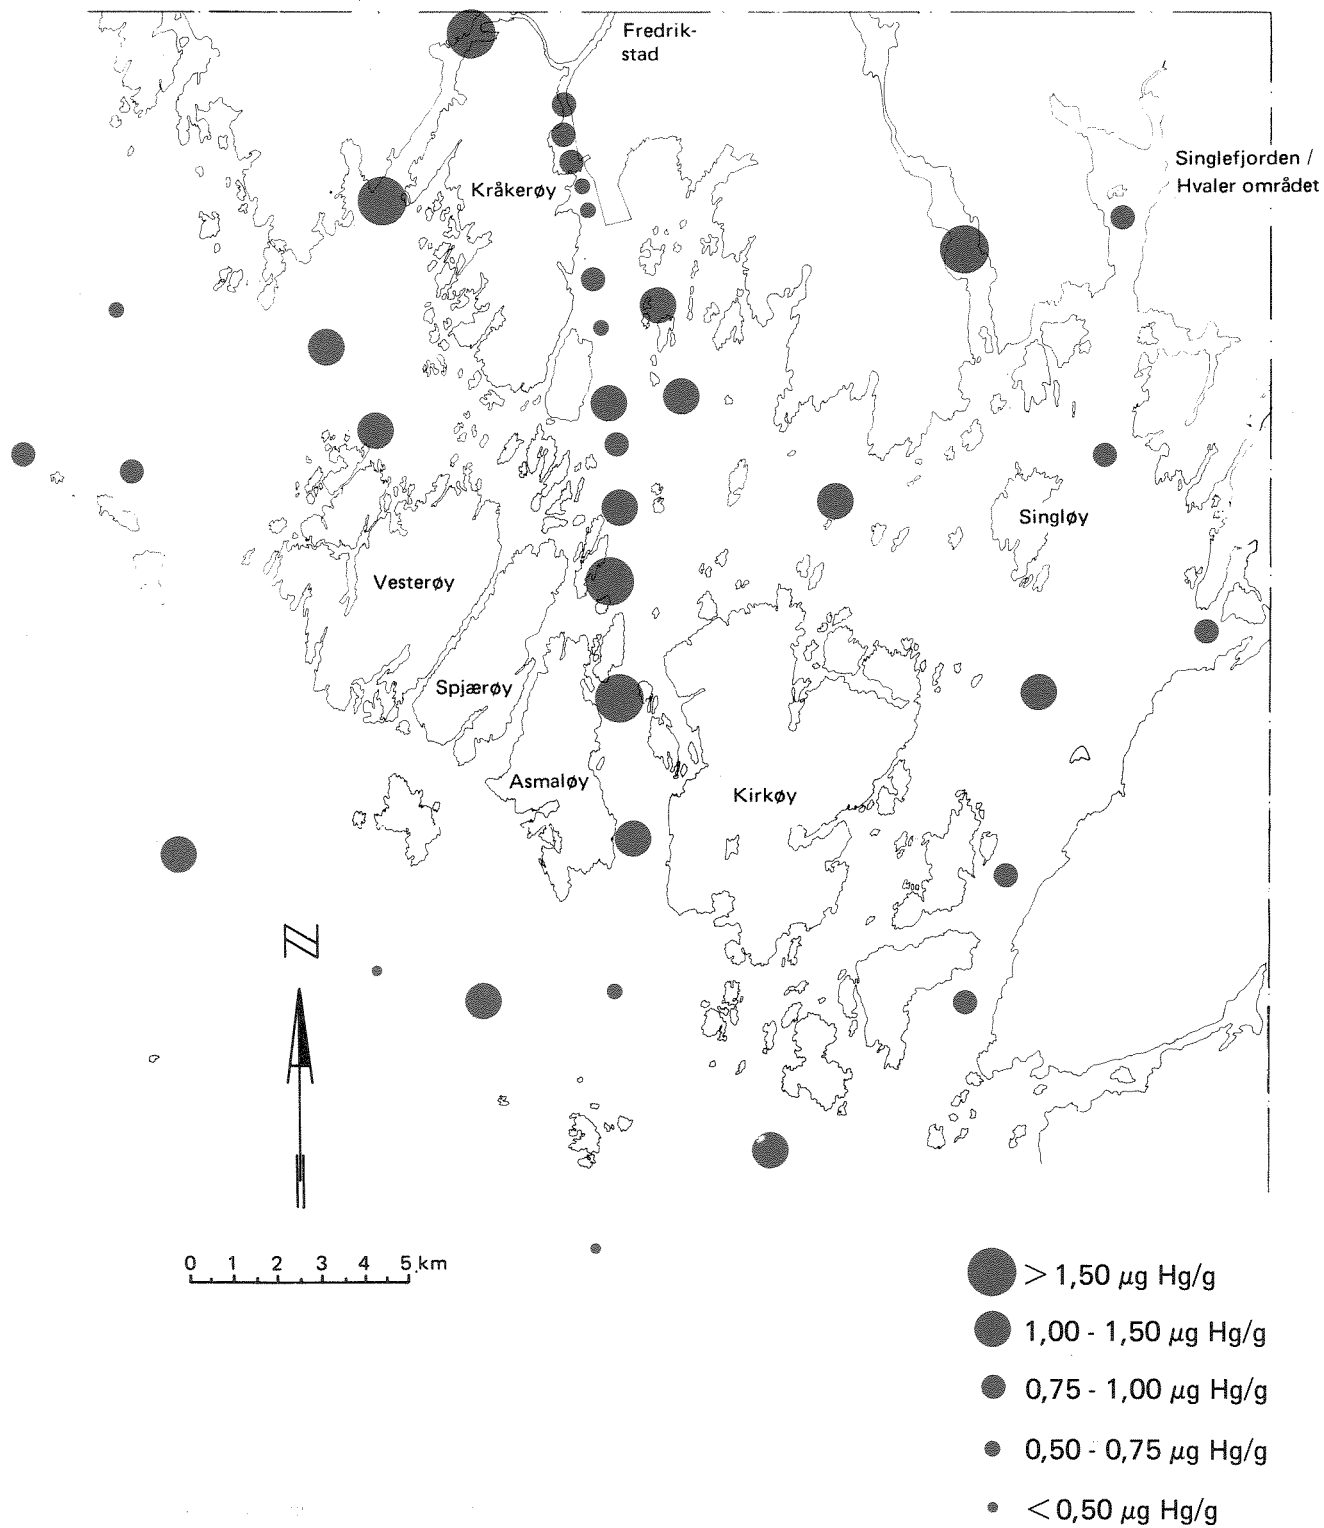 Fredrik-
stad
Singlefjorden /
Hvaler området
Kråkerøy
Singløy
Vesterøy
Spjærøy
Asmaløy
Kirkøy
N
0 1 2 3 4 5 km
> 1,50 µg Hg/g
1,00 - 1,50 µg Hg/g
0,75 - 1,00 µg Hg/g
0,50 - 0,75 µg Hg/g
< 0,50 µg Hg/g